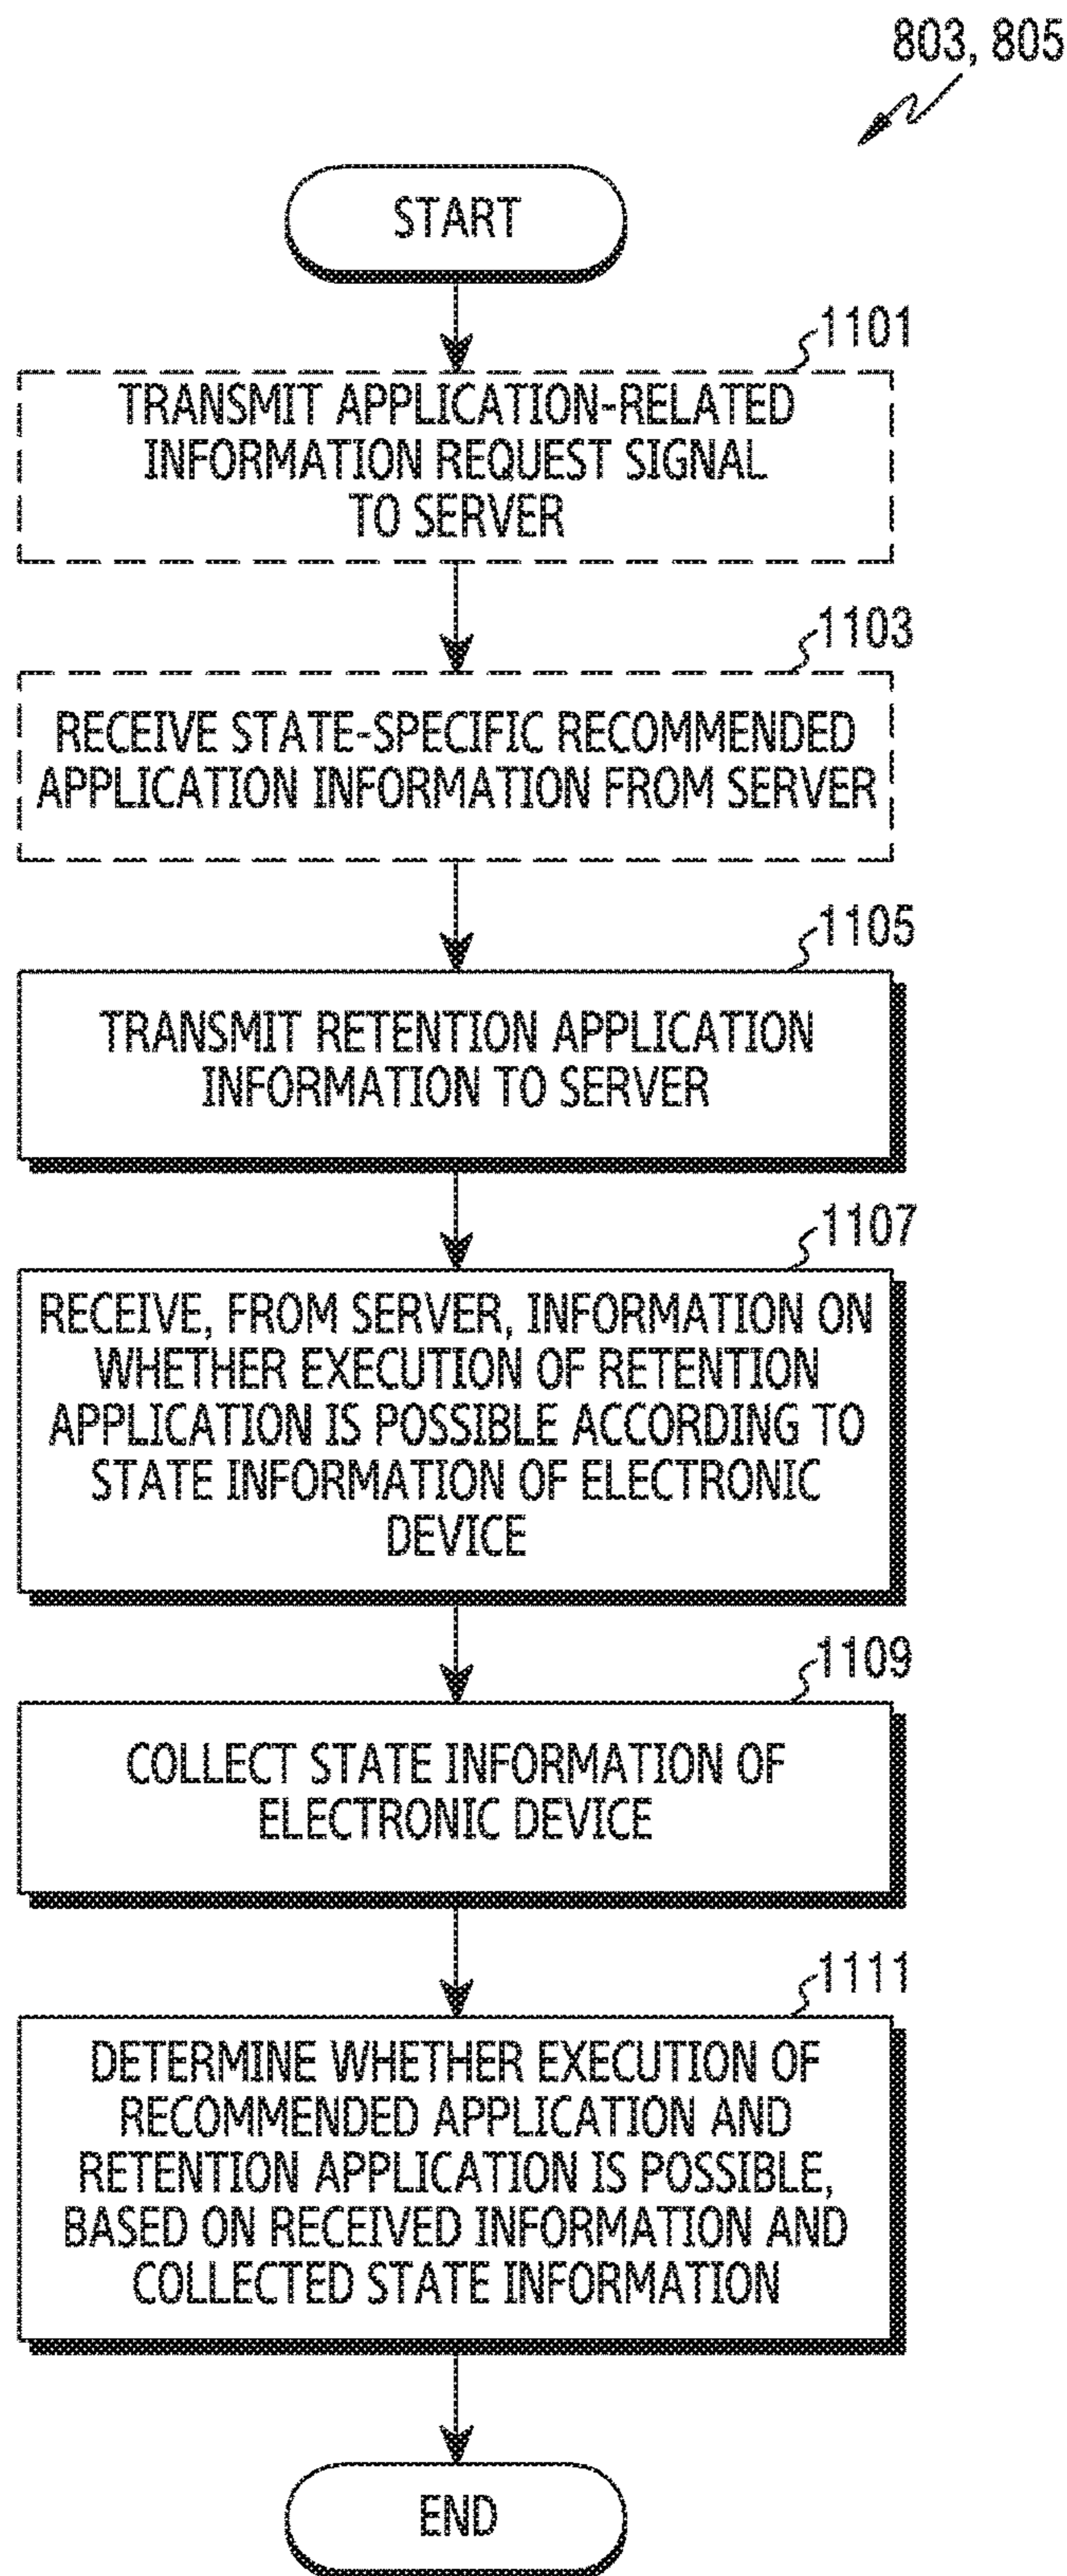 803, 805
START
1101
TRANSMIT APPLICATION-RELATED
INFORMATION REQUEST SIGNAL
TO SERVER
1103
RECEIVE STATE-SPECIFIC RECOMMENDED
APPLICATION INFORMATION FROM SERVER
1105
TRANSMIT RETENTION APPLICATION
INFORMATION TO SERVER
1107
RECEIVE, FROM SERVER, INFORMATION ON
WHETHER EXECUTION OF RETENTION
APPLICATION IS POSSIBLE ACCORDING TO
STATE INFORMATION OF ELECTRONIC
DEVICE
1109
COLLECT STATE INFORMATION OF
ELECTRONIC DEVICE
1111
DETERMINE WHETHER EXECUTION OF
RECOMMENDED APPLICATION AND
RETENTION APPLICATION IS POSSIBLE,
BASED ON RECEIVED INFORMATION AND
COLLECTED STATE INFORMATION
END